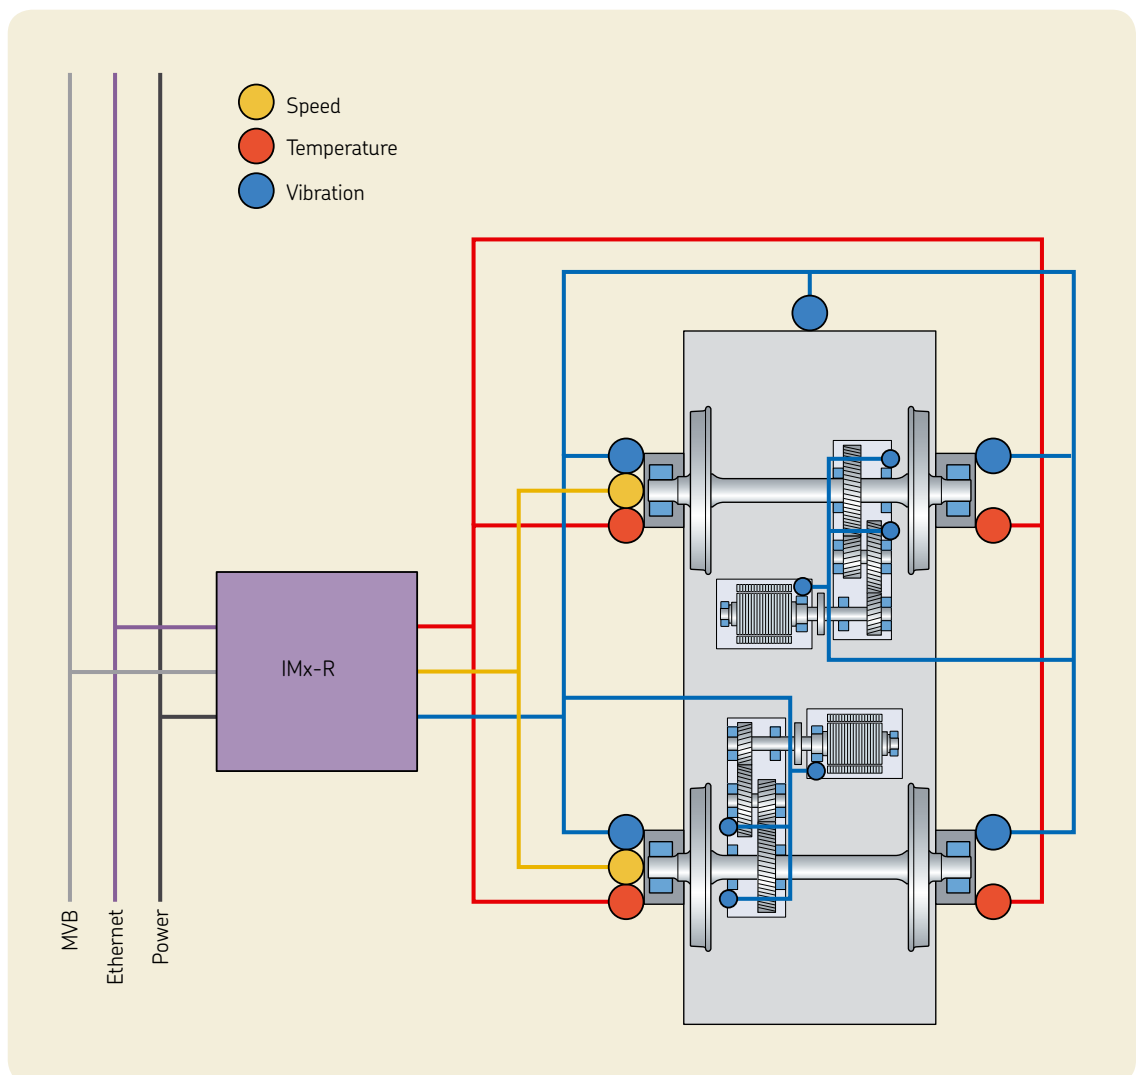 Speed
Temperature
Vibration
IMx-R
MVB
Ethernet
Power